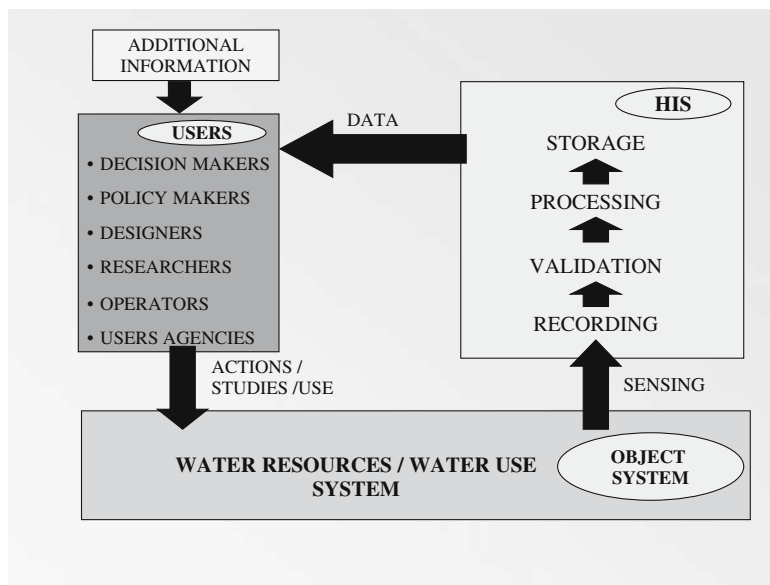 ADDITIONAL
INFORMATION
USERS
• DECISION MAKERS
• POLICY MAKERS
• DESIGNERS
• RESEARCHERS
• OPERATORS
• USERS AGENCIES
DATA
HIS
STORAGE
PROCESSING
VALIDATION
RECORDING
ACTIONS /
STUDIES /USE
SENSING
WATER RESOURCES / WATER USE
SYSTEM
OBJECT
SYSTEM